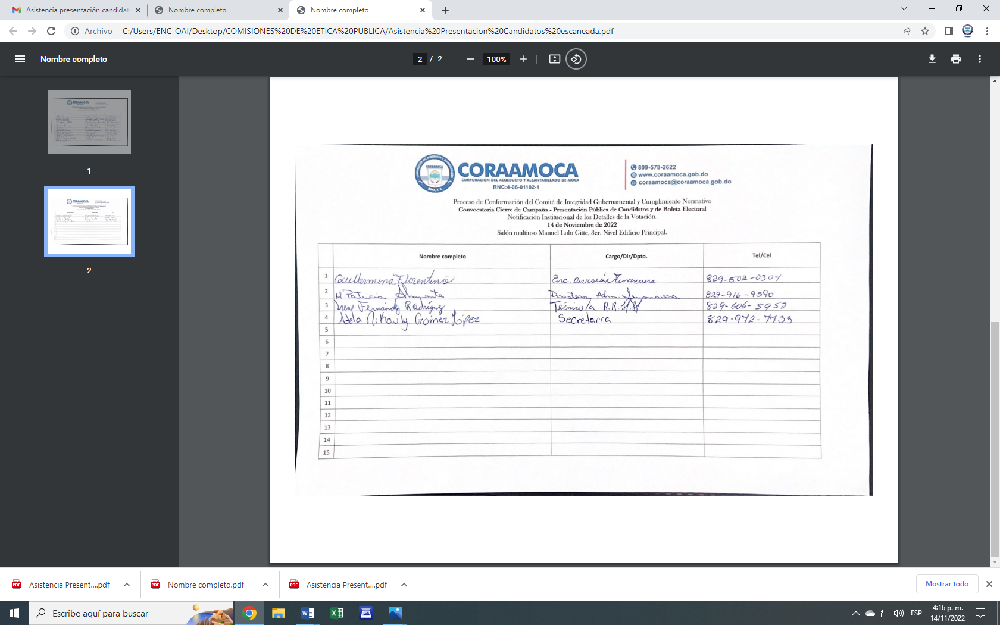 Asistencia presentación candidat
Nombre completo
Nombre completo
Archivo
C:/Users/ENC-OAI/Desktop/COMISIONES%20DE%20ETICA%20PUBLICA/Asistencia%20Presentacion%20Candidatos%20escaneada.pdf
Nombre completo
2 / 2
100%
1
2
CORAAMOCA
CORPORACIÓN DEL ACUEDUCTO Y ALCANTARILLADO DE MOCA
RNC:4-06-01102-1
809-578-2622
www.coraamoca.gob.do
coraamoca@coraamoca.gob.do
Proceso de Conformación del Comité de Integridad Gubernamental y Cumplimiento Normativo
Convocatoria Cierre de Campaña - Presentación Pública de Candidatos y de Boleta Electoral
Notificación Institucional de los Detalles de la Votación.
14 de Noviembre de 2022
Salón multiuso Manuel Lulo Gitte, 3er. Nivel Edificio Principal.
Nombre completo Cargo/Dir/Dpto. Tel/Cel
1 Guillermina Florentino Enc. División Financiera 829-502-0304
2 M Patricia Almonte Directora Adm. Financiera 829-916-9590
3 Irene Fernández Rodríguez Técnico/a R.R.H.H 829-606-5952
4 Adela Gómez López Secretaria 829-972-7733
5
6
7
8
9
10
11
12
13
14
15
Asistencia Present....pdf
Nombre completo.pdf
Asistencia Present....pdf
Mostrar todo
Escribe aquí para buscar
ESP
4:16 p. m.
14/11/2022